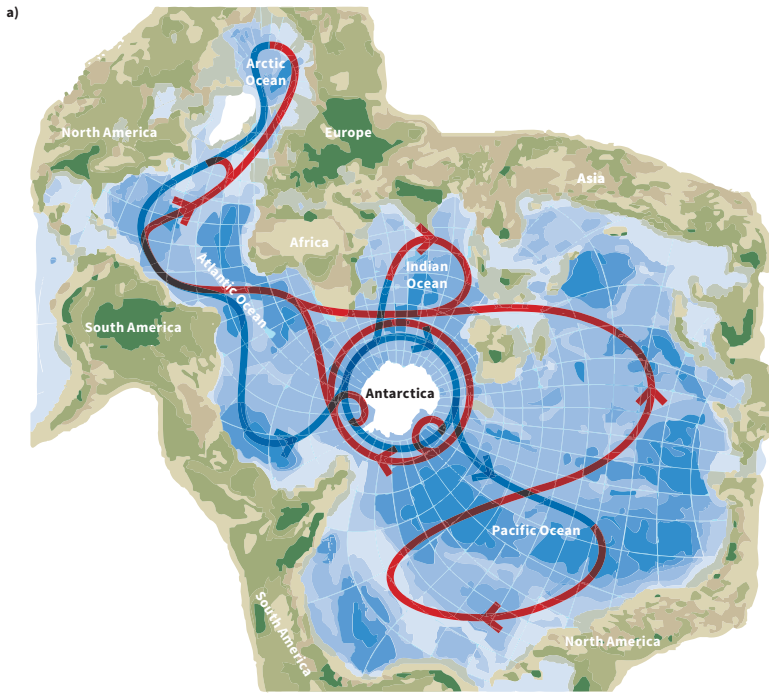 a)
Arctic
Ocean
North America
Europe
Asia
Africa
Indian
Ocean
Atlantic Ocean
South America
Antarctica
Pacific Ocean
South America
North America